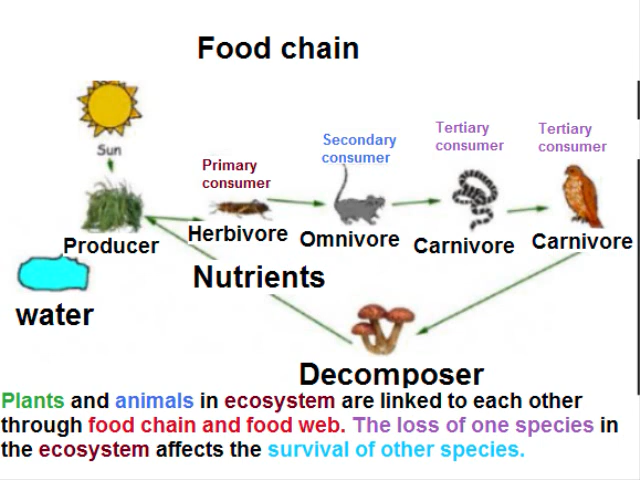 Food chain
Sun
Primary
consumer
Secondary
consumer
Tertiary
consumer
Tertiary
consumer
Producer
Herbivore
Omnivore
Carnivore
Carnivore
Nutrients
water
Decomposer
Plants and animals in ecosystem are linked to each other
through food chain and food web. The loss of one species in
the ecosystem affects the survival of other species.